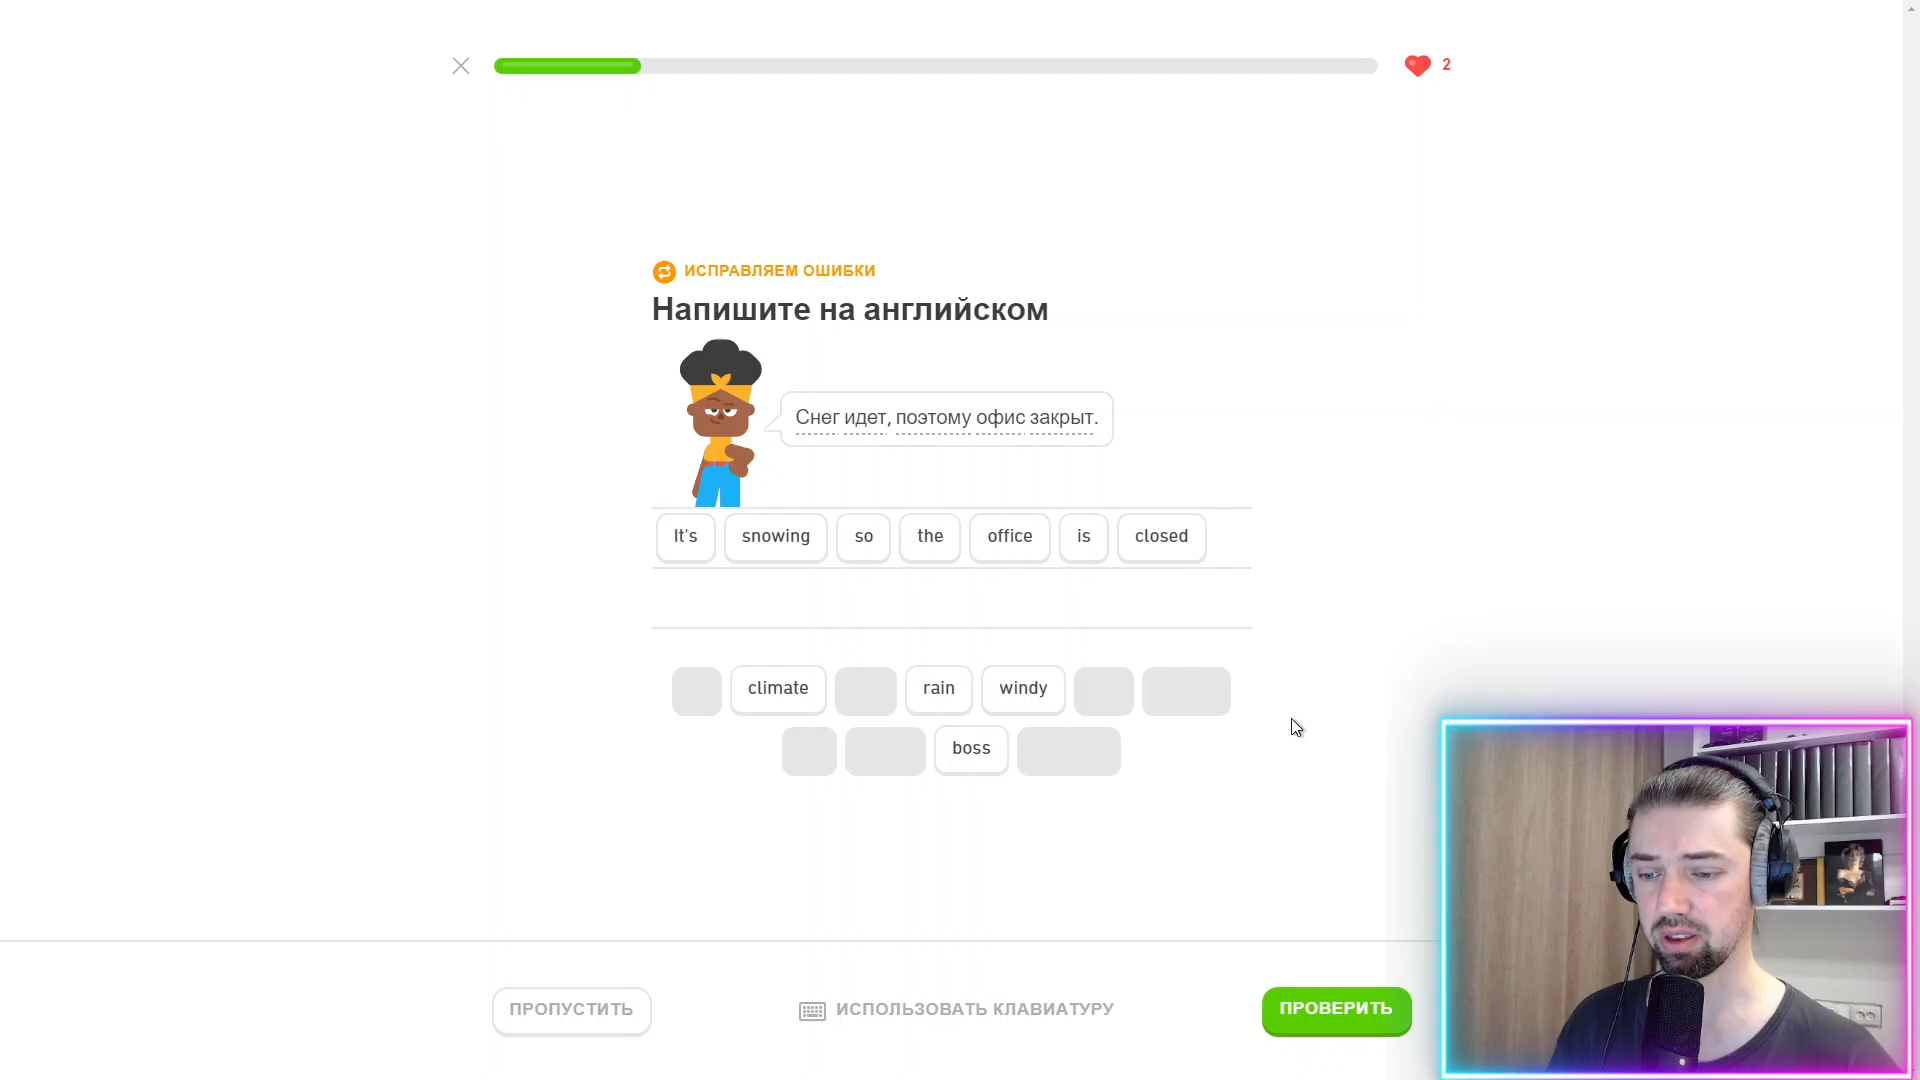 2
ИСПРАВЛЯЕМ ОШИБКИ
Напишите на английском
Снег идет, поэтому офис закрыт.
It's snowing so the office is closed
climate rain windy
boss
ПРОПУСТИТЬ ИСПОЛЬЗОВАТЬ КЛАВИАТУРУ ПРОВЕРИТЬ